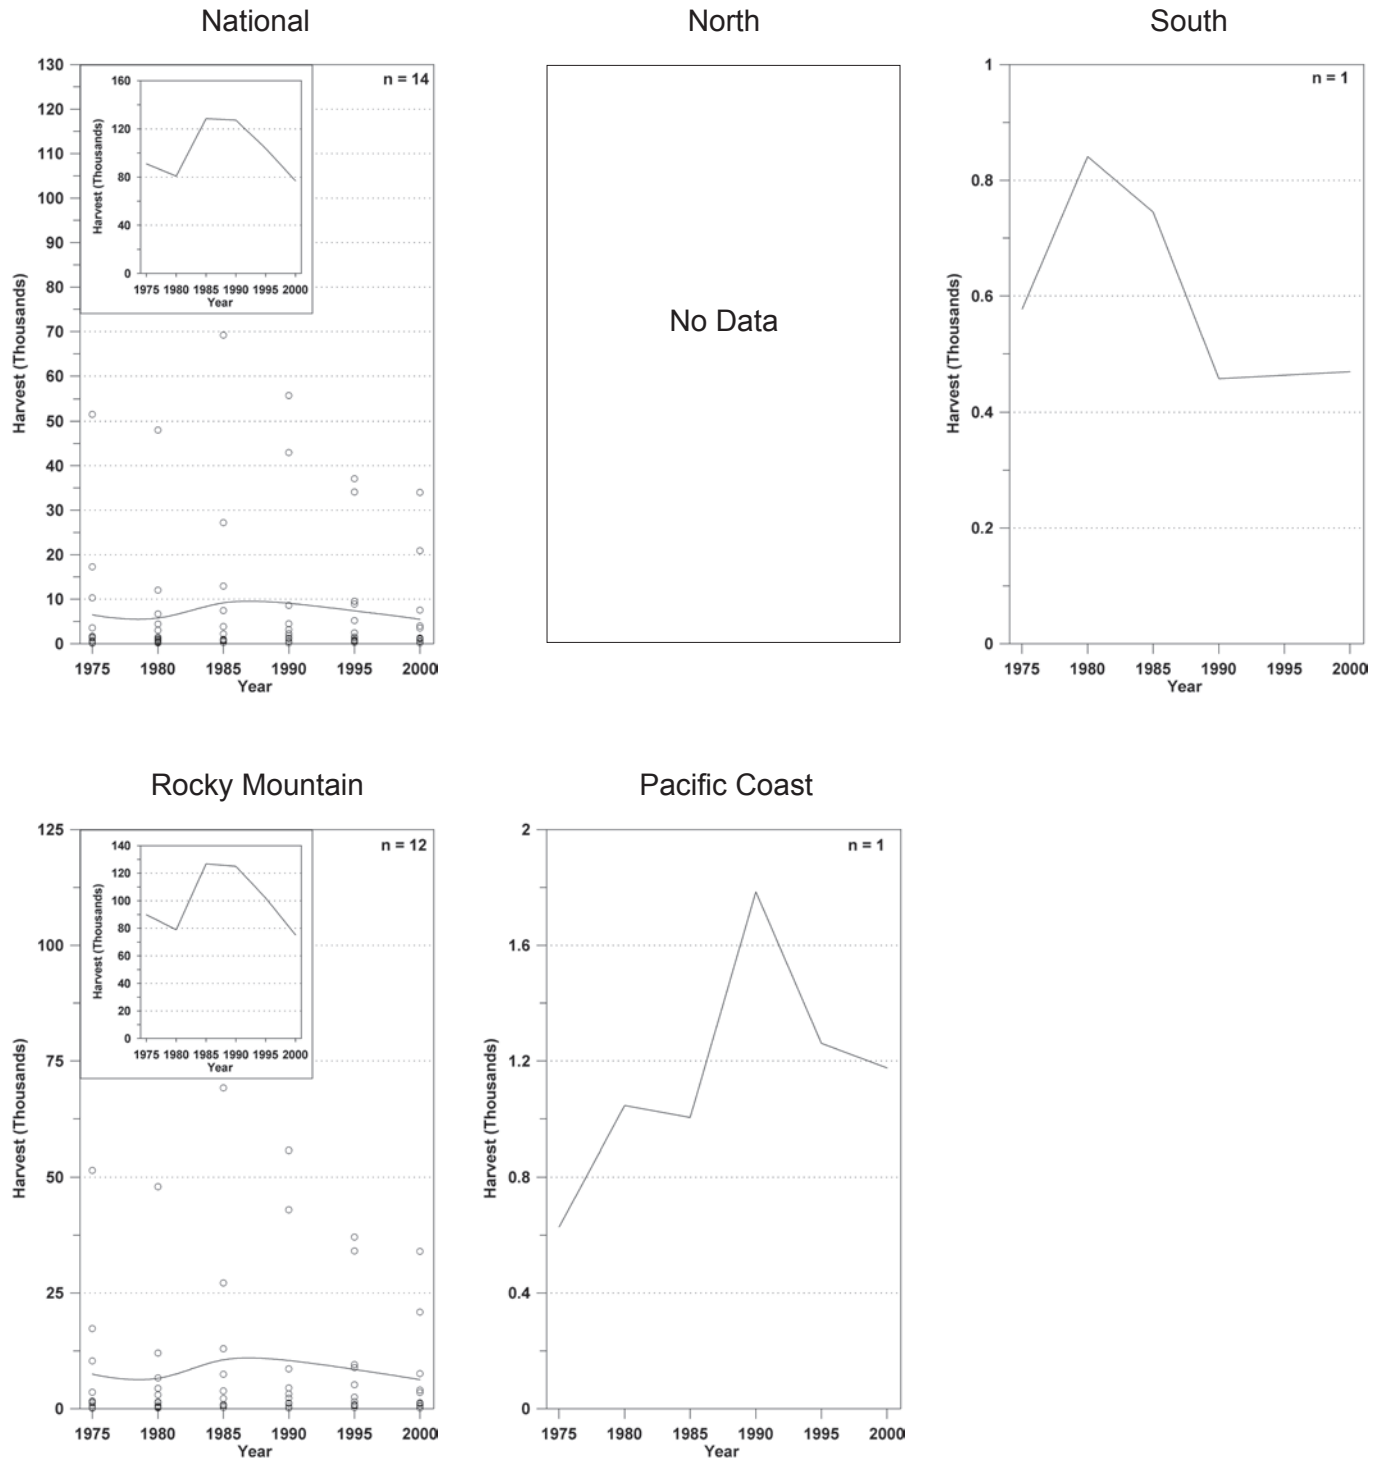 National
North
South
130
120
110
100
90
80
70
60
50
40
30
20
10
0
Harvest (Thousands)
n = 14
160
120
80
40
0
Harvest (Thousands)
1975 1980 1985 1990 1995 2000
Year
1975 1980 1985 1990 1995 2000
Year
No Data
1
0.8
0.6
0.4
0.2
0
Harvest (Thousands)
n = 1
1975 1980 1985 1990 1995 2000
Year
Rocky Mountain
Pacific Coast
125
100
75
50
25
0
Harvest (Thousands)
n = 12
140
120
100
80
60
40
20
0
Harvest (Thousands)
1975 1980 1985 1990 1995 2000
Year
1975 1980 1985 1990 1995 2000
Year
2
1.6
1.2
0.8
0.4
0
Harvest (Thousands)
n = 1
1975 1980 1985 1990 1995 2000
Year